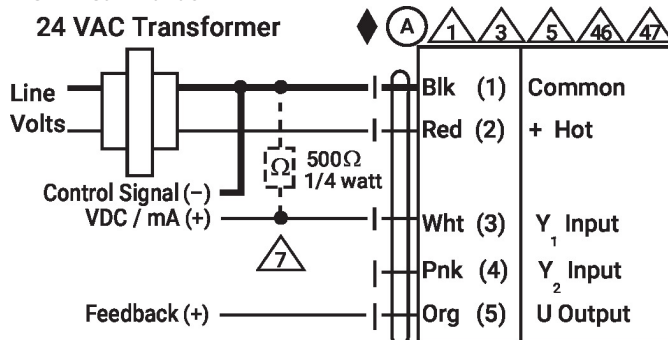 24 VAC Transformer
A 1 3 5 46 47
Line
Volts
Blk (1) Common
Red (2) + Hot
Ω 500Ω
1/4 watt
Control Signal (−)
VDC / mA (+)
7
Wht (3) Y1 Input
Pnk (4) Y2 Input
Feedback (+)
Org (5) U Output